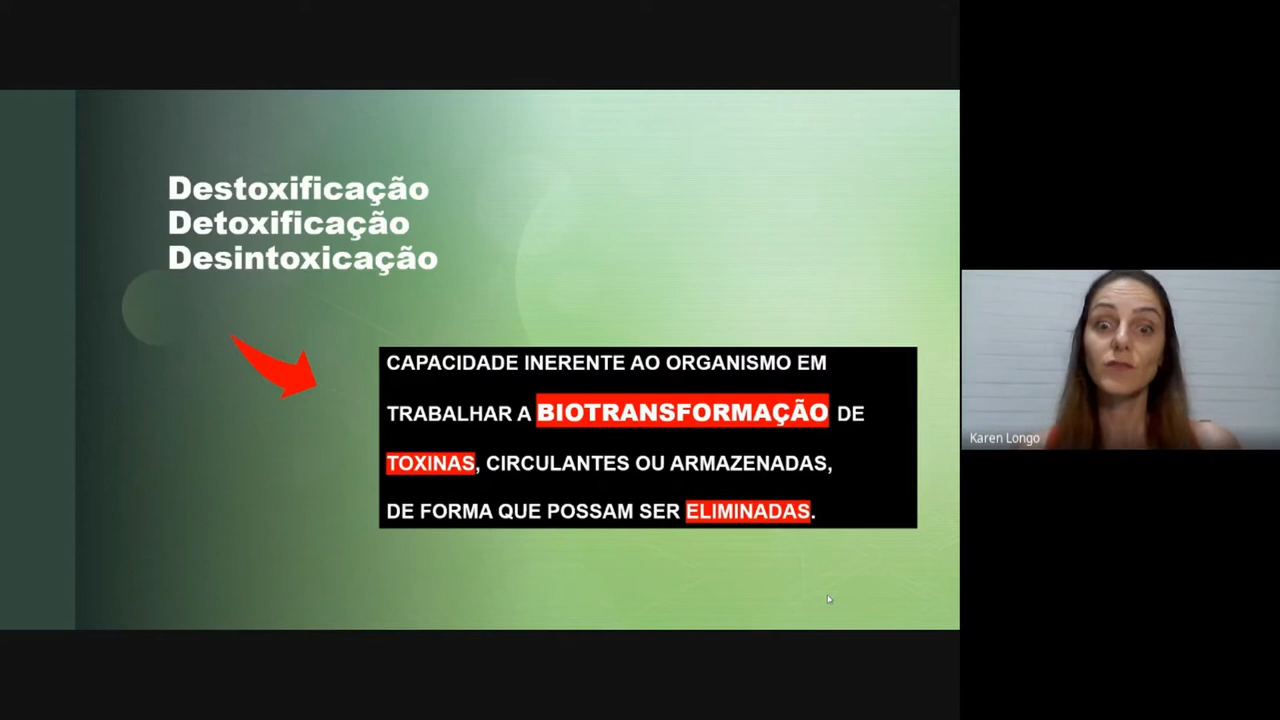 Destoxificação
Detoxificação
Desintoxicação
CAPACIDADE INERENTE AO ORGANISMO EM
TRABALHAR A BIOTRANSFORMAÇÃO DE
TOXINAS, CIRCULANTES OU ARMAZENADAS,
DE FORMA QUE POSSAM SER ELIMINADAS.
Karen Longo